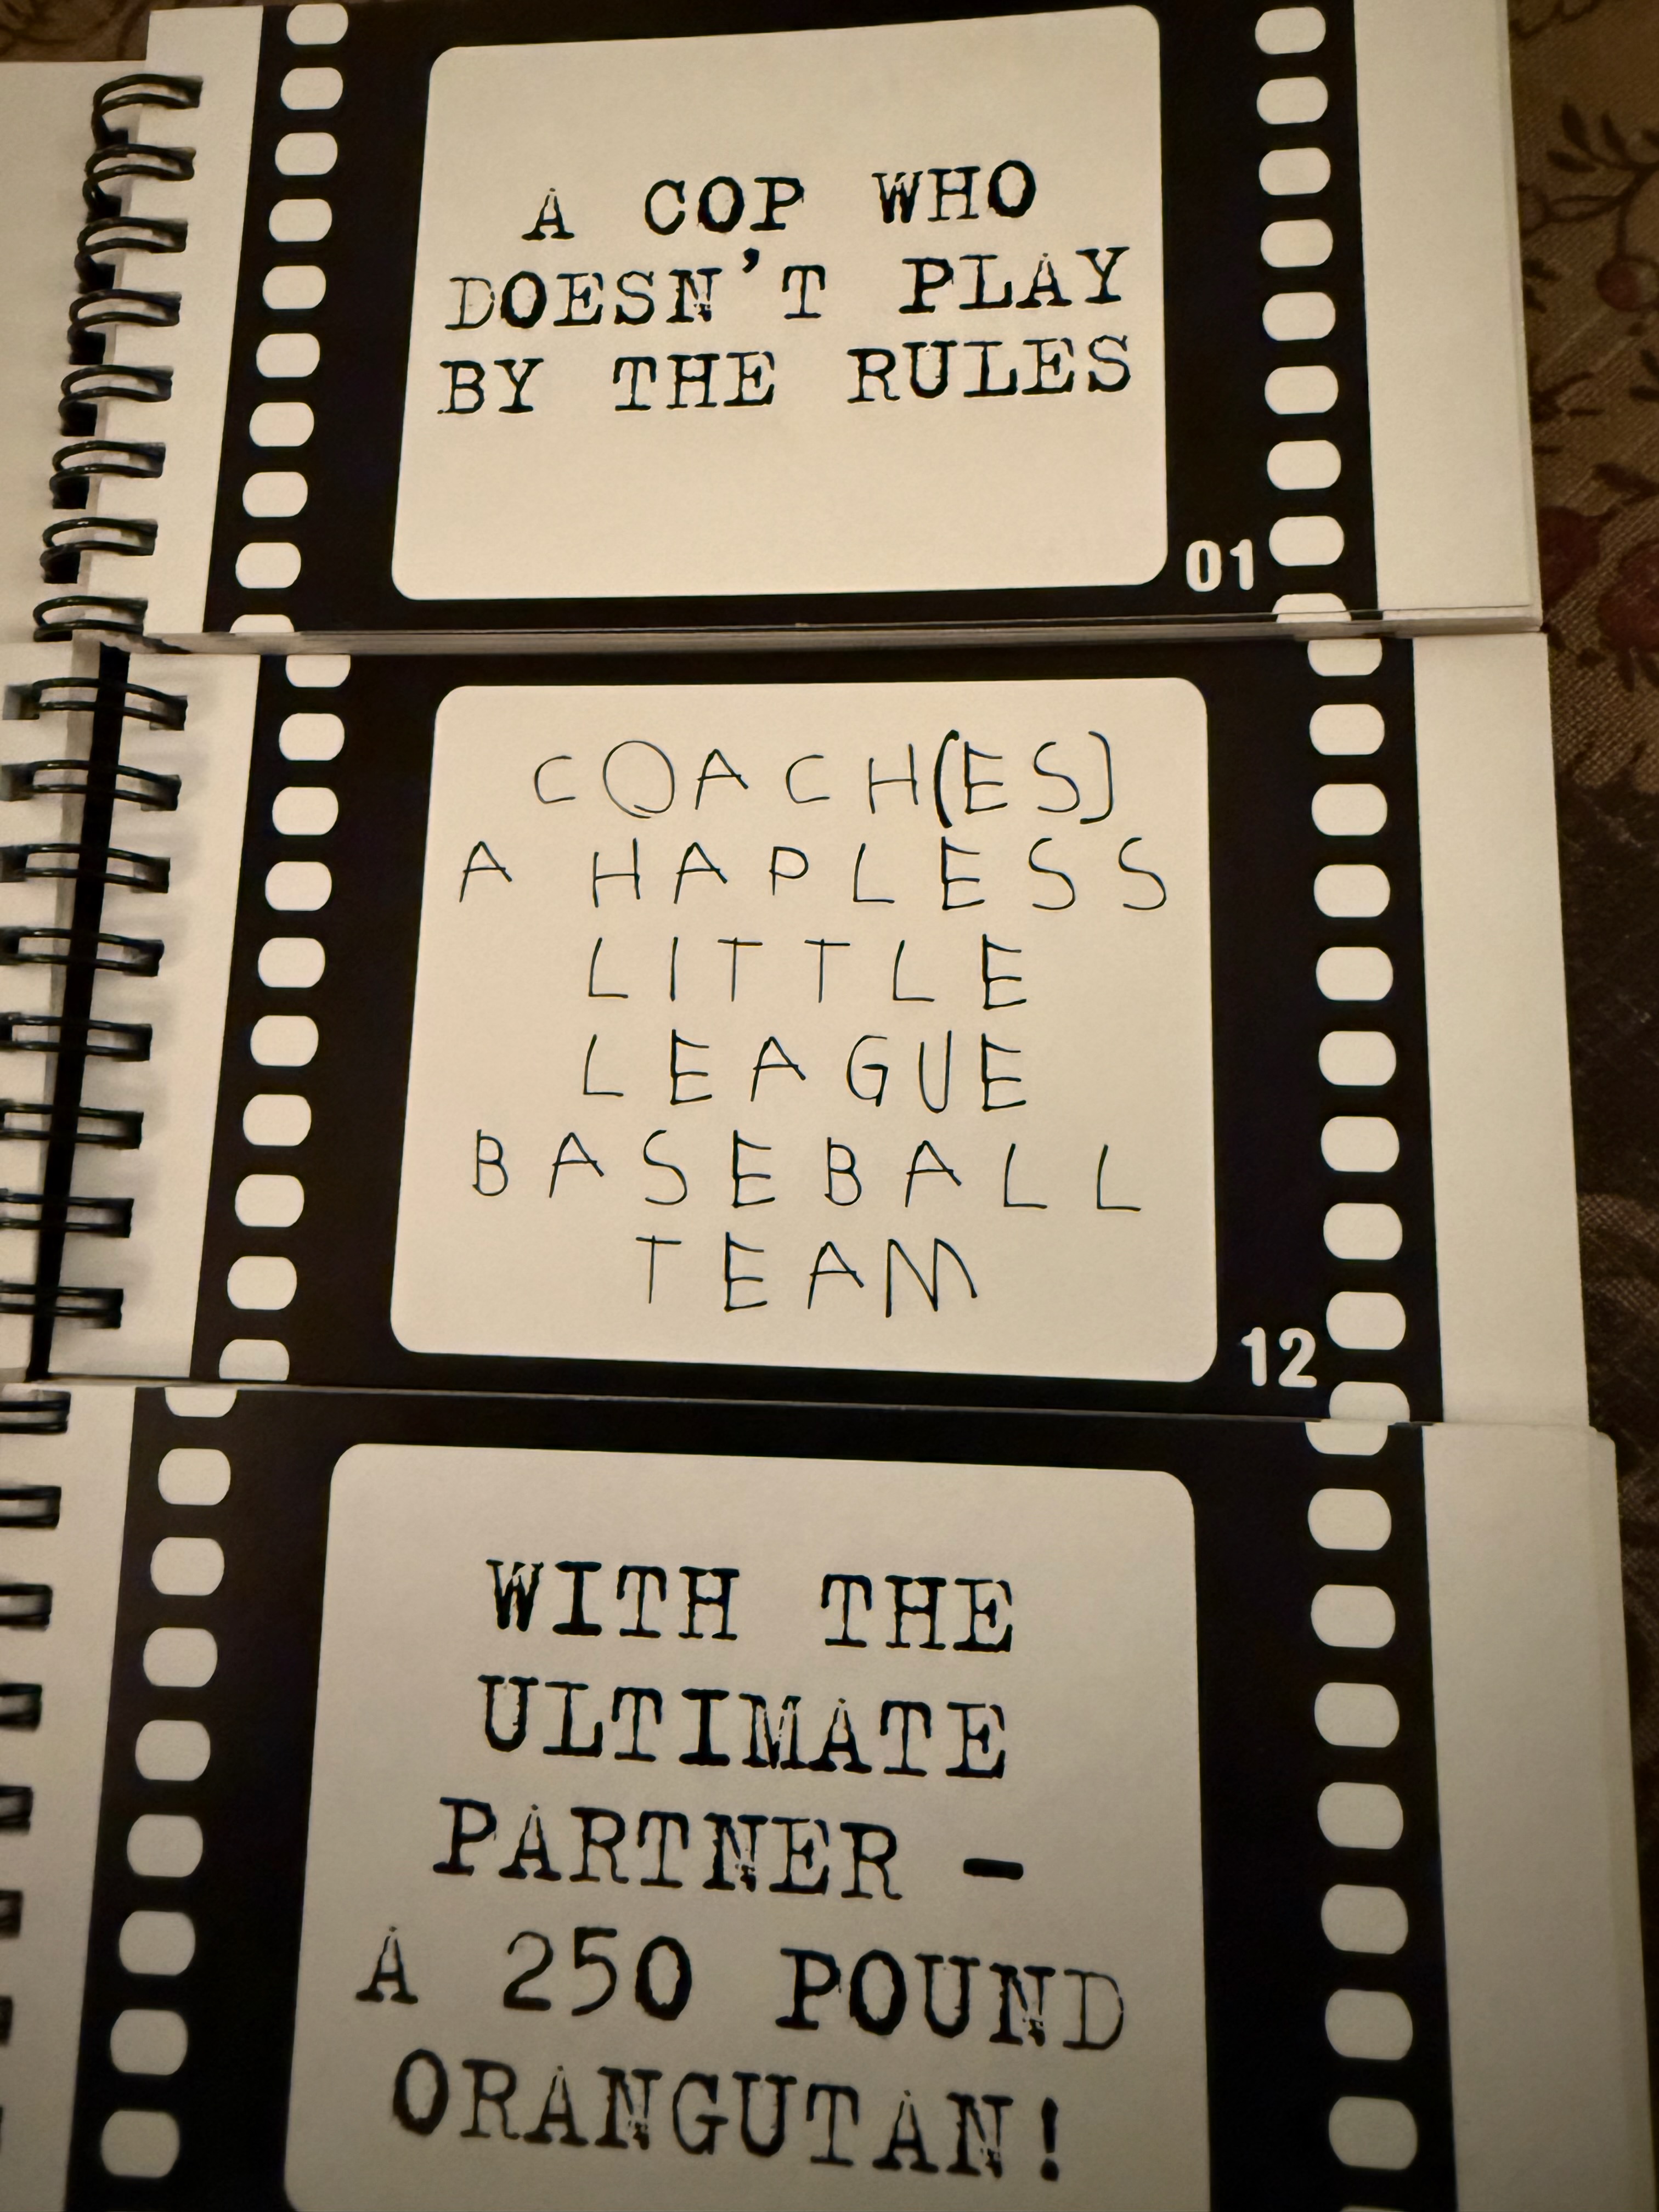 A COP WHO
DOESN'T PLAY
BY THE RULES
01
COACH(ES)
A HAPLESS
LITTLE
LEAGUE
BASEBALL
TEAM
12
WITH THE
ULTIMATE
PARTNER -
A 250 POUND
ORANGUTAN!